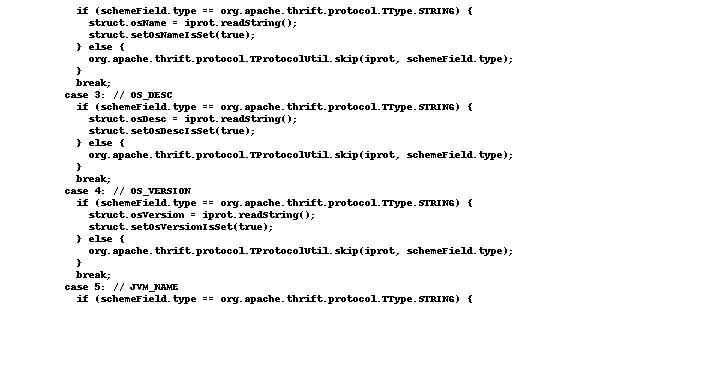 if (schemeField.type == org.apache.thrift.protocol.TType.STRING) {
struct.osName = iprot.readString();
struct.setOsNameIsSet(true);
} else {
org.apache.thrift.protocol.TProtocolUtil.skip(iprot, schemeField.type);
}
break;
case 3: // OS_DESC
if (schemeField.type == org.apache.thrift.protocol.TType.STRING) {
struct.osDesc = iprot.readString();
struct.setOsDescIsSet(true);
} else {
org.apache.thrift.protocol.TProtocolUtil.skip(iprot, schemeField.type);
}
break;
case 4: // OS_VERSION
if (schemeField.type == org.apache.thrift.protocol.TType.STRING) {
struct.osVersion = iprot.readString();
struct.setOsVersionIsSet(true);
} else {
org.apache.thrift.protocol.TProtocolUtil.skip(iprot, schemeField.type);
}
break;
case 5: // JVM_NAME
if (schemeField.type == org.apache.thrift.protocol.TType.STRING) {